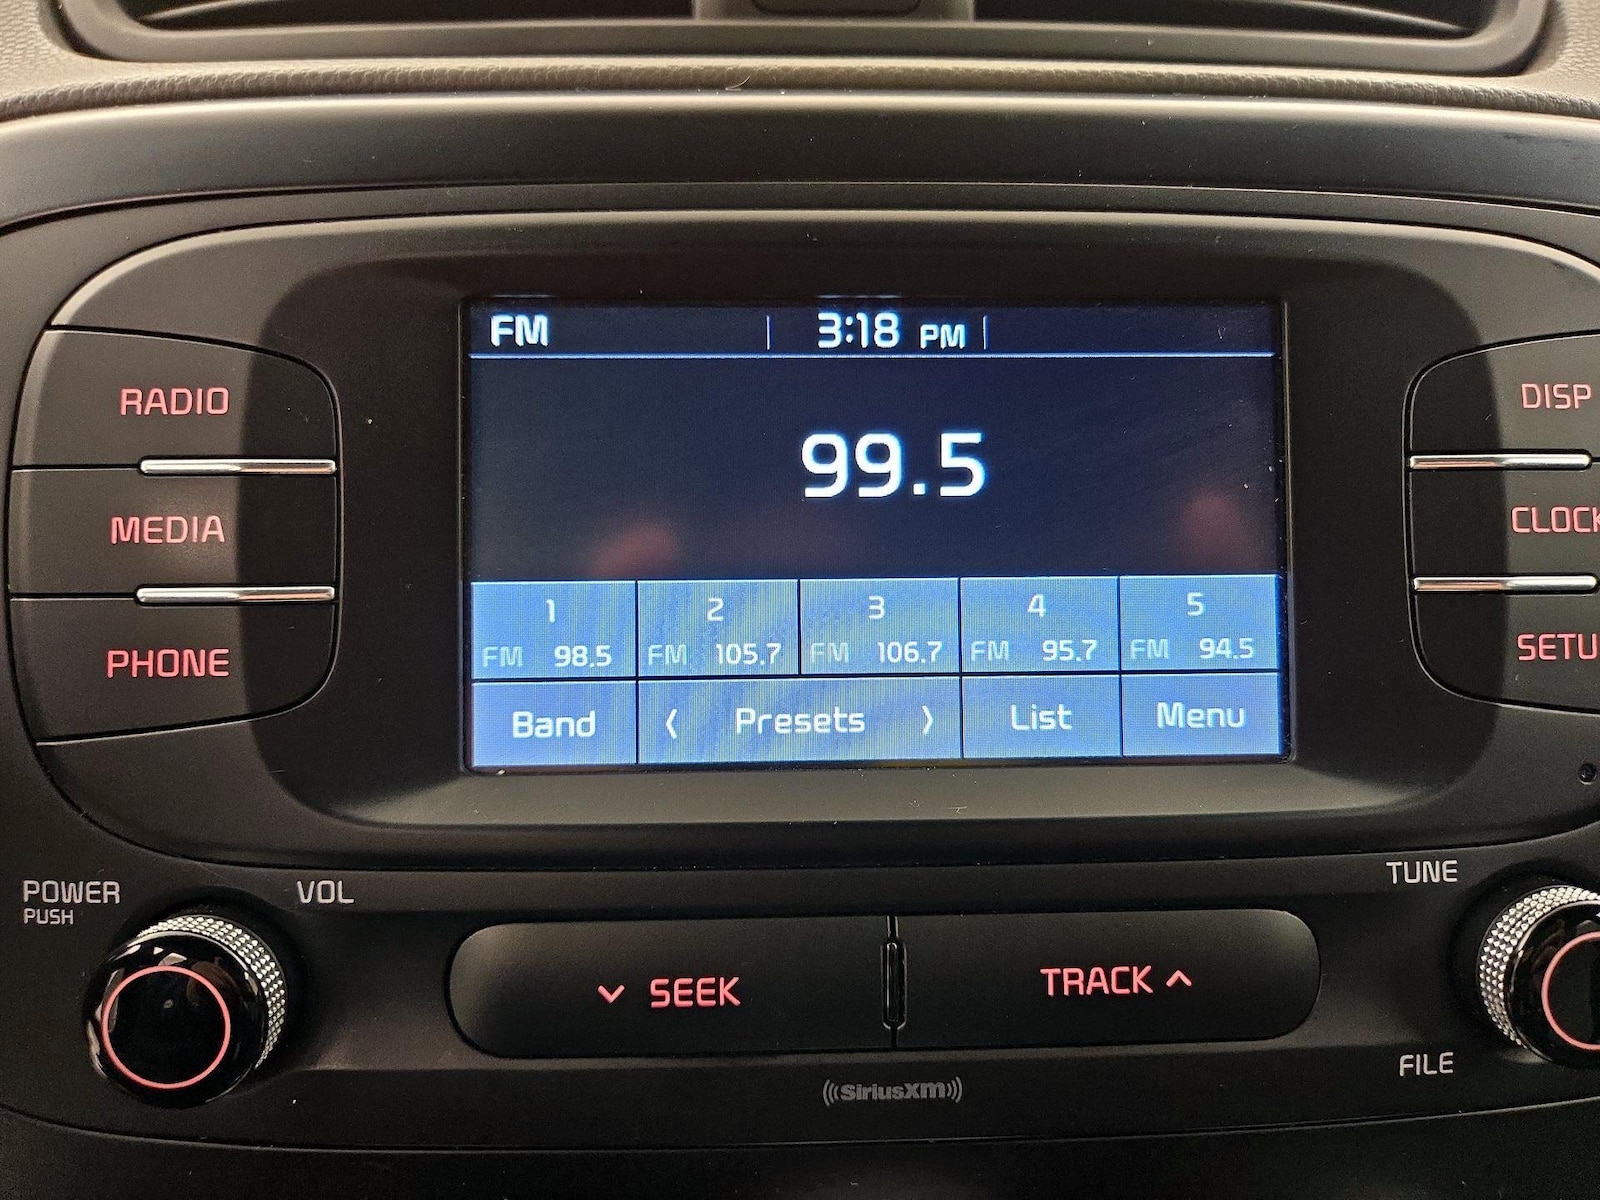 FM 3:18 PM
99.5
1 2 3 4 5
FM 98.5 FM 105.7 FM 106.7 FM 95.7 FM 94.5
Band < Presets > List Menu
RADIO
MEDIA
PHONE
DISP
CLOCK
SETU
POWER
PUSH
VOL
SEEK
TRACK
TUNE
FILE
SiriusXM